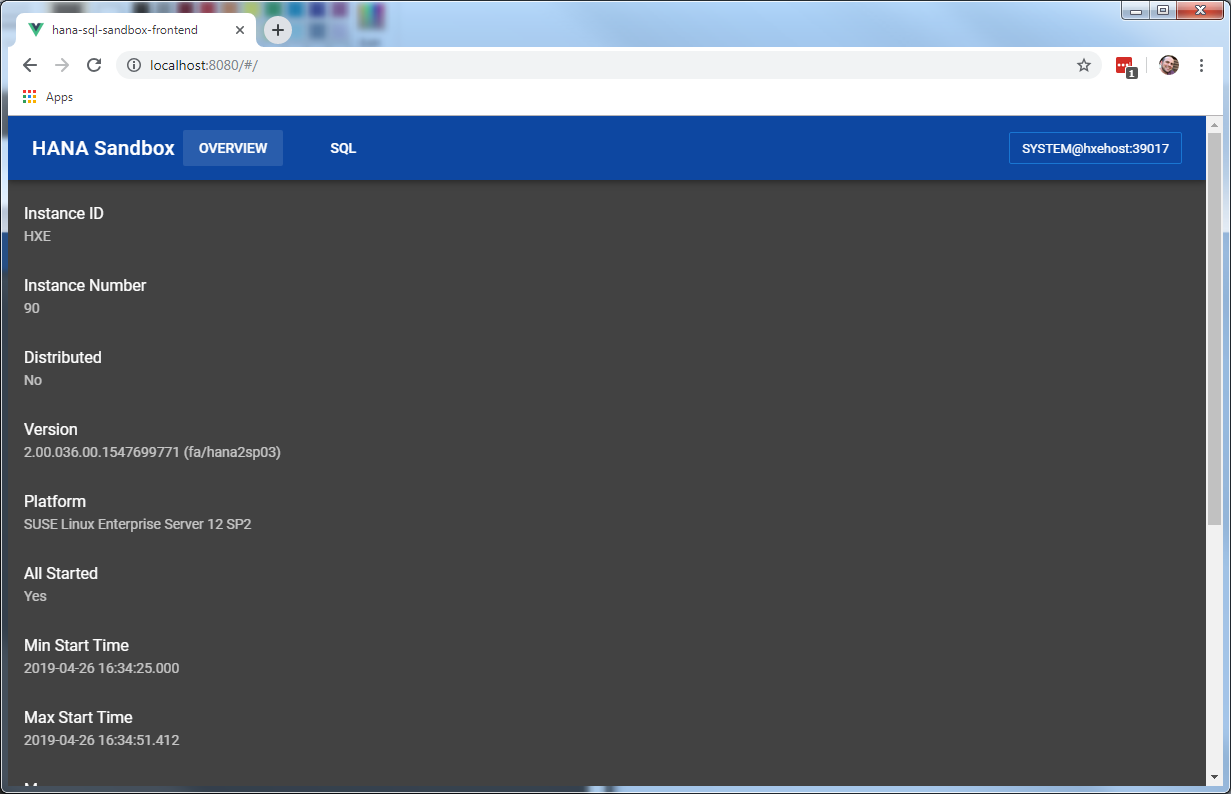 hana-sql-sandbox-frontend
localhost:8080/#/
1
Apps
HANA Sandbox OVERVIEW SQL SYSTEM@hxehost:39017
Instance ID
HXE
Instance Number
90
Distributed
No
Version
2.00.036.00.1547699771 (fa/hana2sp03)
Platform
SUSE Linux Enterprise Server 12 SP2
All Started
Yes
Min Start Time
2019-04-26 16:34:25.000
Max Start Time
2019-04-26 16:34:51.412